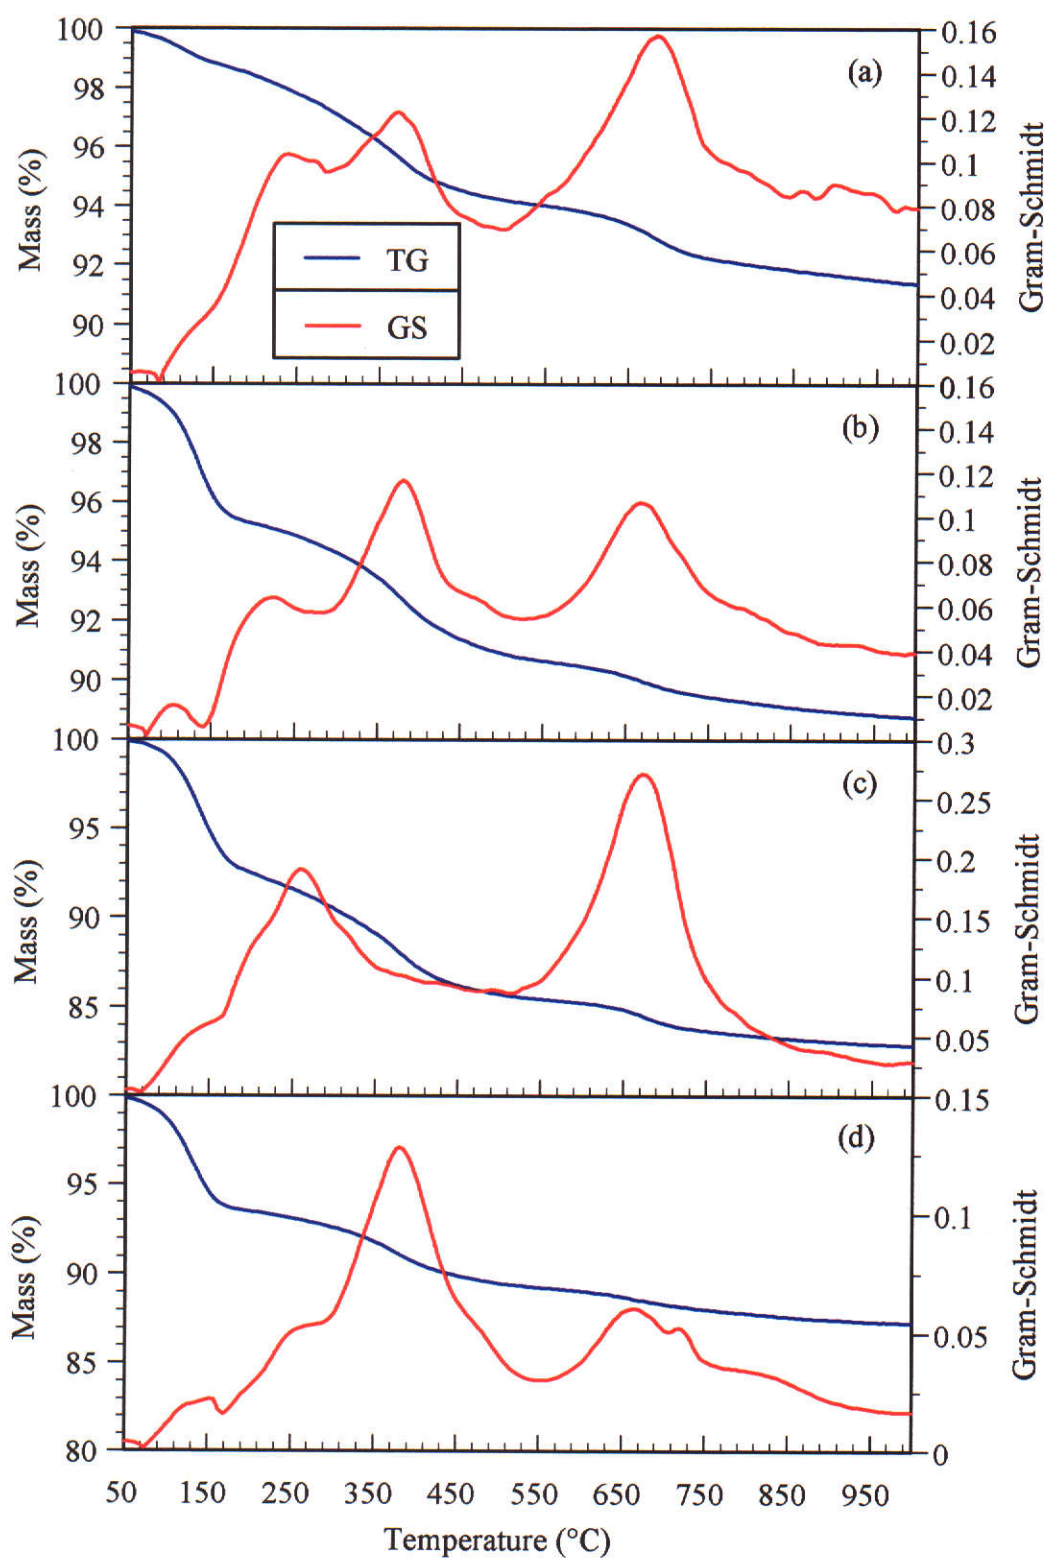 100
98
96
94
92
90
Mass (%)
0.16
0.14
0.12
0.1
0.08
0.06
0.04
0.02
Gram-Schmidt
(a)
TG
GS
100
98
96
94
92
90
Mass (%)
0.16
0.14
0.12
0.1
0.08
0.06
0.04
0.02
Gram-Schmidt
(b)
100
95
90
85
Mass (%)
0.3
0.25
0.2
0.15
0.1
0.05
Gram-Schmidt
(c)
100
95
90
85
80
Mass (%)
0.15
0.1
0.05
0
Gram-Schmidt
(d)
50 150 250 350 450 550 650 750 850 950
Temperature (°C)